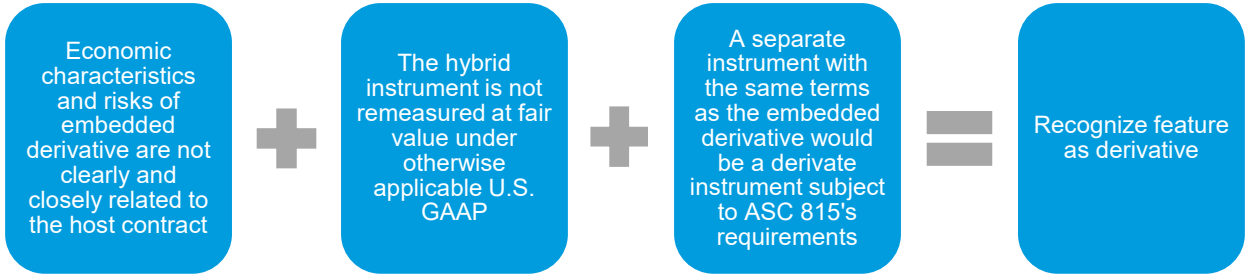 Economic
characteristics
and risks of
embedded
derivative are not
clearly and
closely related to
the host contract
The hybrid
instrument is not
remeasured at fair
value under
otherwise
applicable U.S.
GAAP
A separate
instrument with
the same terms
as the embedded
derivative would
be a derivate
instrument subject
to ASC 815's
requirements
Recognize feature
as derivative